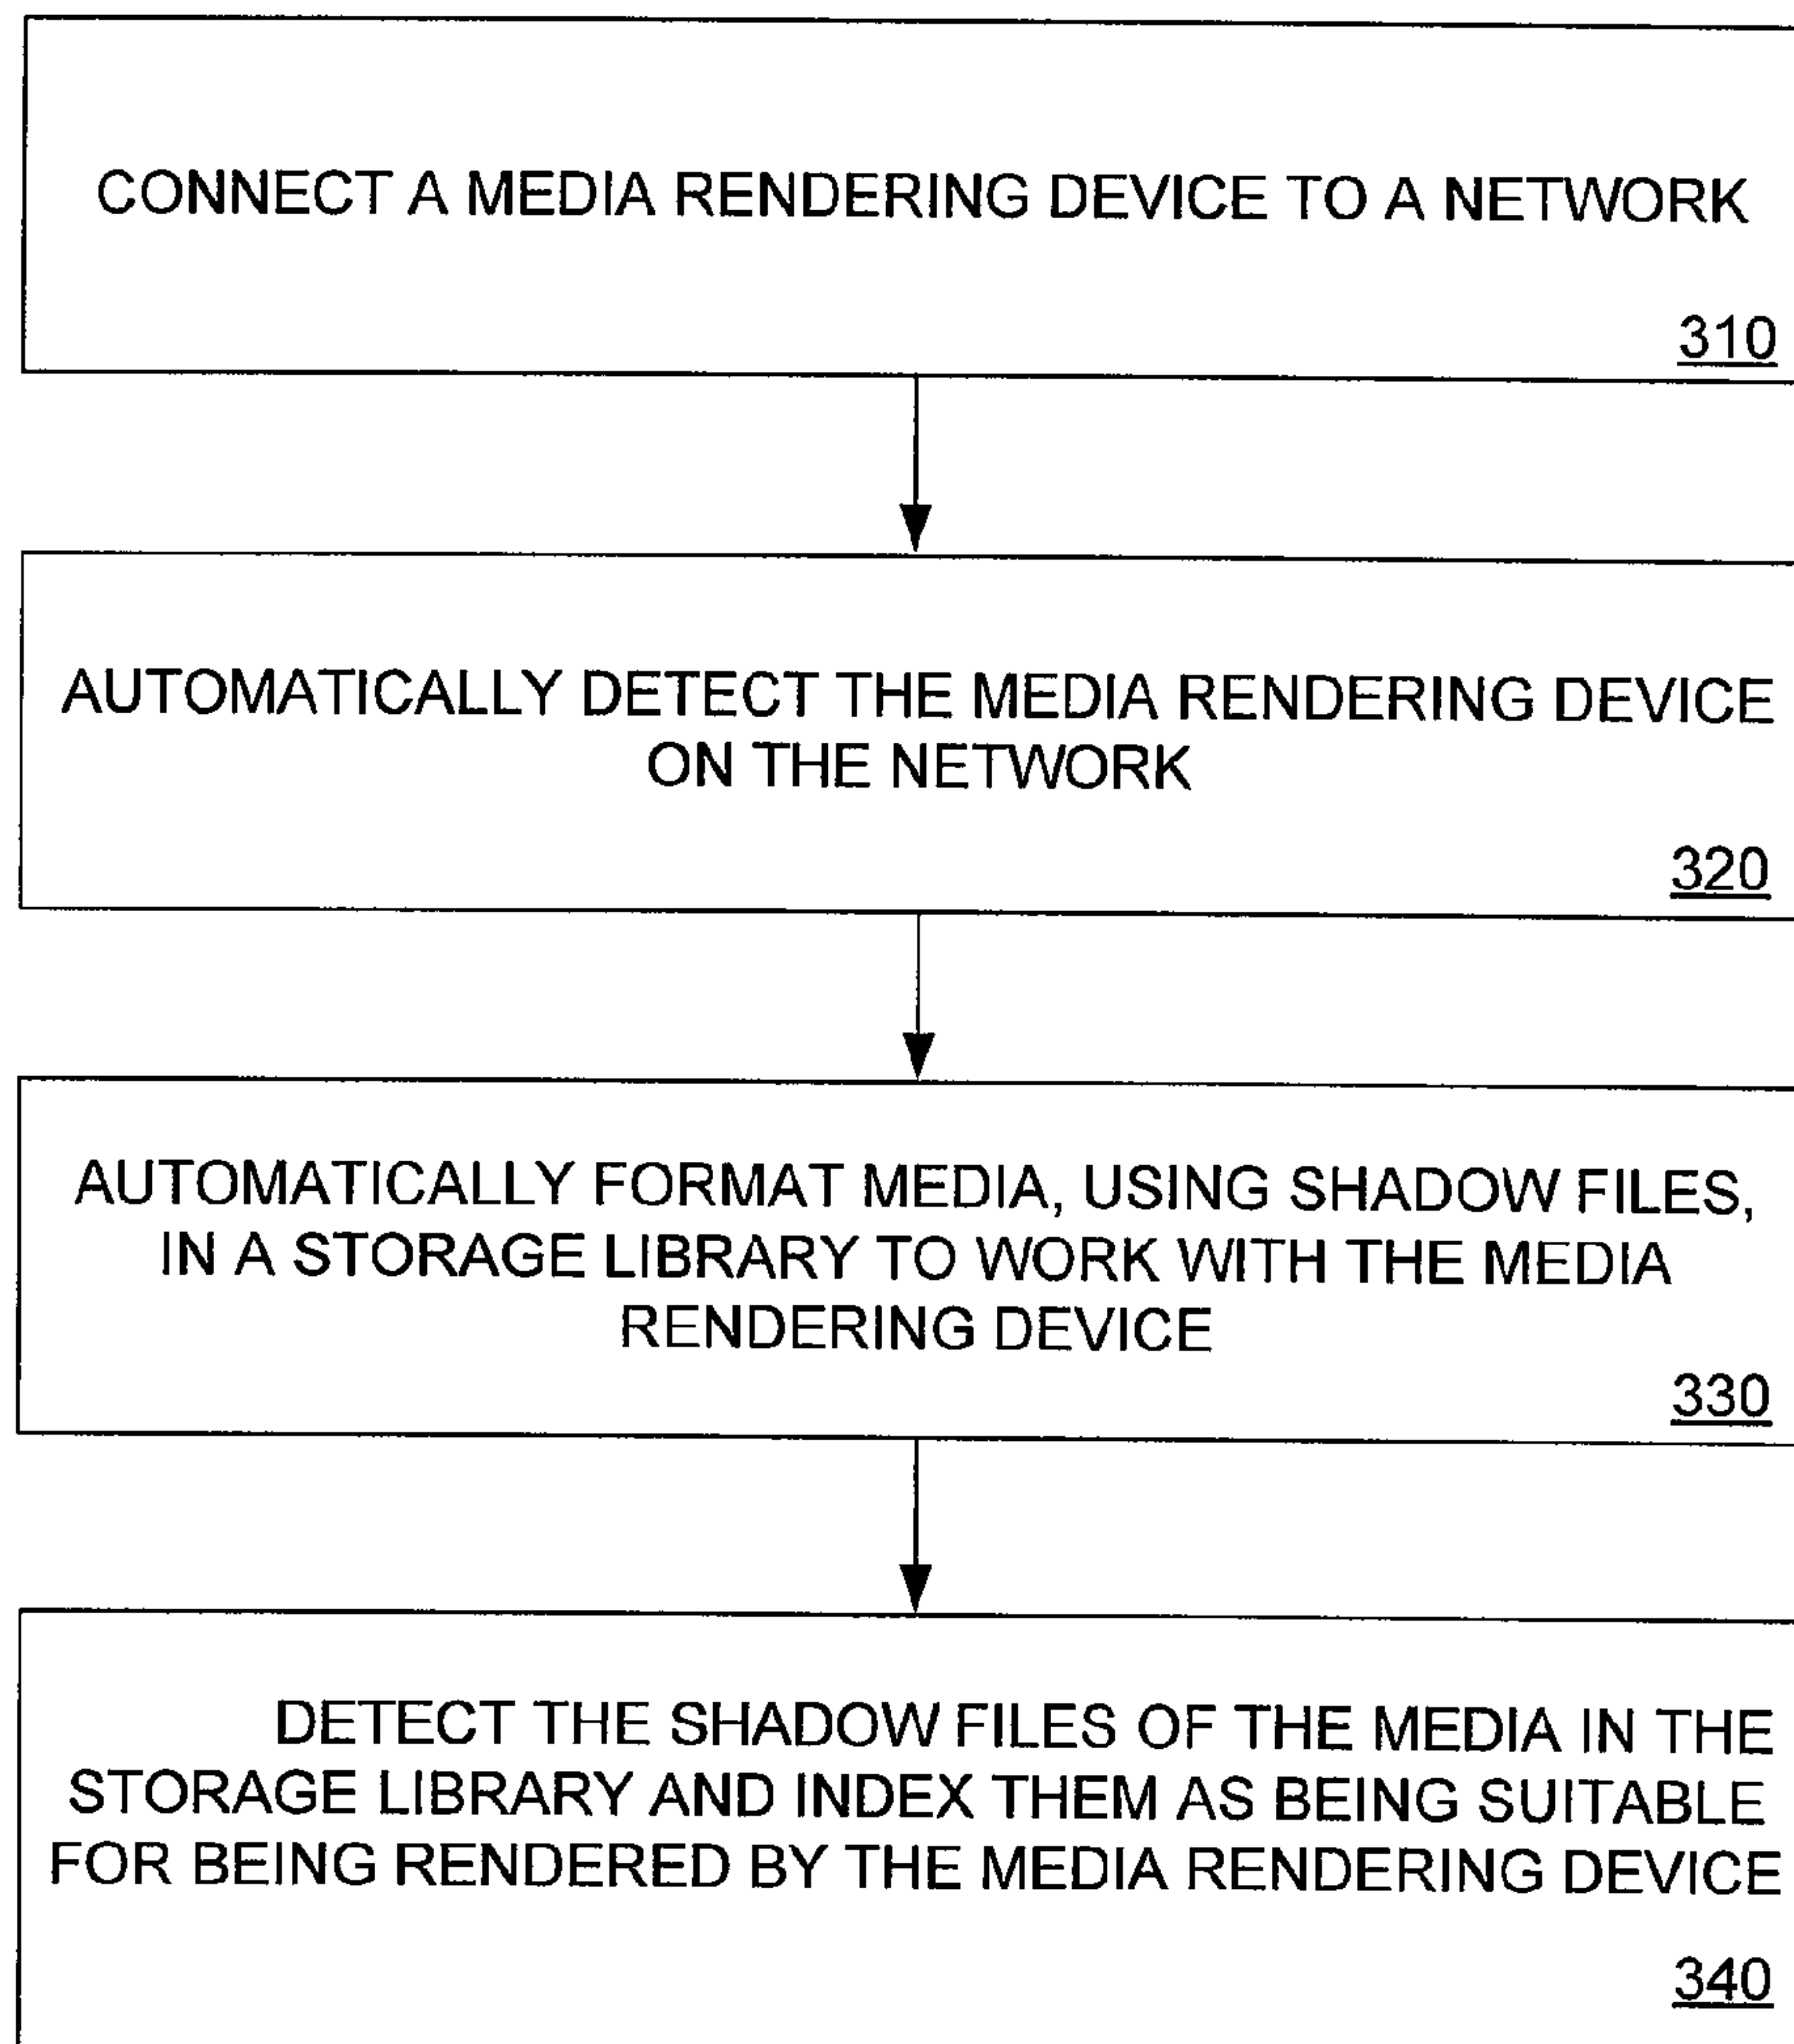 CONNECT A MEDIA RENDERING DEVICE TO A NETWORK
310
AUTOMATICALLY DETECT THE MEDIA RENDERING DEVICE
ON THE NETWORK
320
AUTOMATICALLY FORMAT MEDIA, USING SHADOW FILES,
IN A STORAGE LIBRARY TO WORK WITH THE MEDIA
RENDERING DEVICE
330
DETECT THE SHADOW FILES OF THE MEDIA IN THE
STORAGE LIBRARY AND INDEX THEM AS BEING SUITABLE
FOR BEING RENDERED BY THE MEDIA RENDERING DEVICE
340